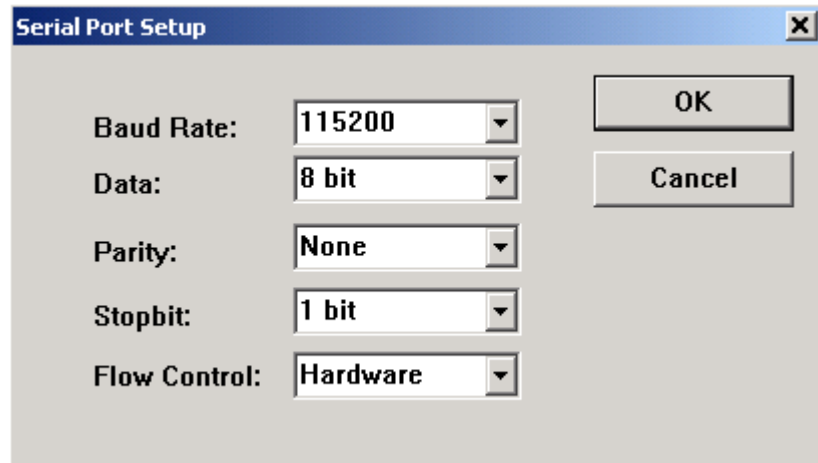 Serial Port Setup
Baud Rate: 115200
OK
Data: 8 bit
Cancel
Parity: None
Stopbit: 1 bit
Flow Control: Hardware